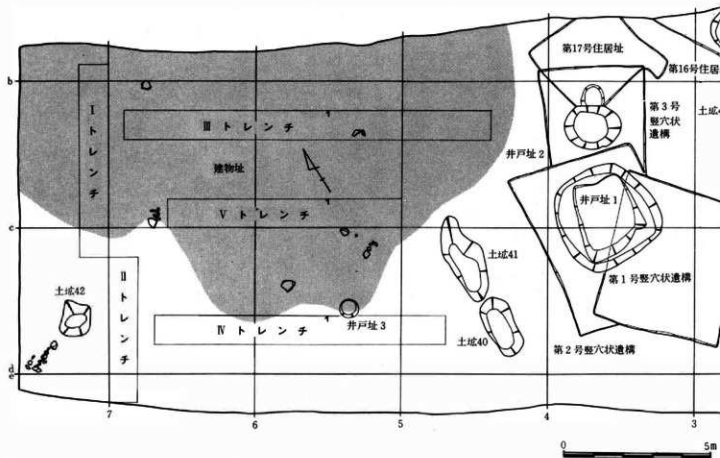 第17号住居址
第16号住居
b
Ⅰトレンチ
Ⅲトレンチ
第3号
竪穴状
遺構
土拡4
井戸址2
建物址
Ⅴトレンチ
井戸址1
c
土拡41
土拡42
Ⅱトレンチ
第1号竪穴状遺構
Ⅳトレンチ
井戸址3
土拡40
第2号竪穴状遺構
d
e
7
6
5
4
3
0
5m